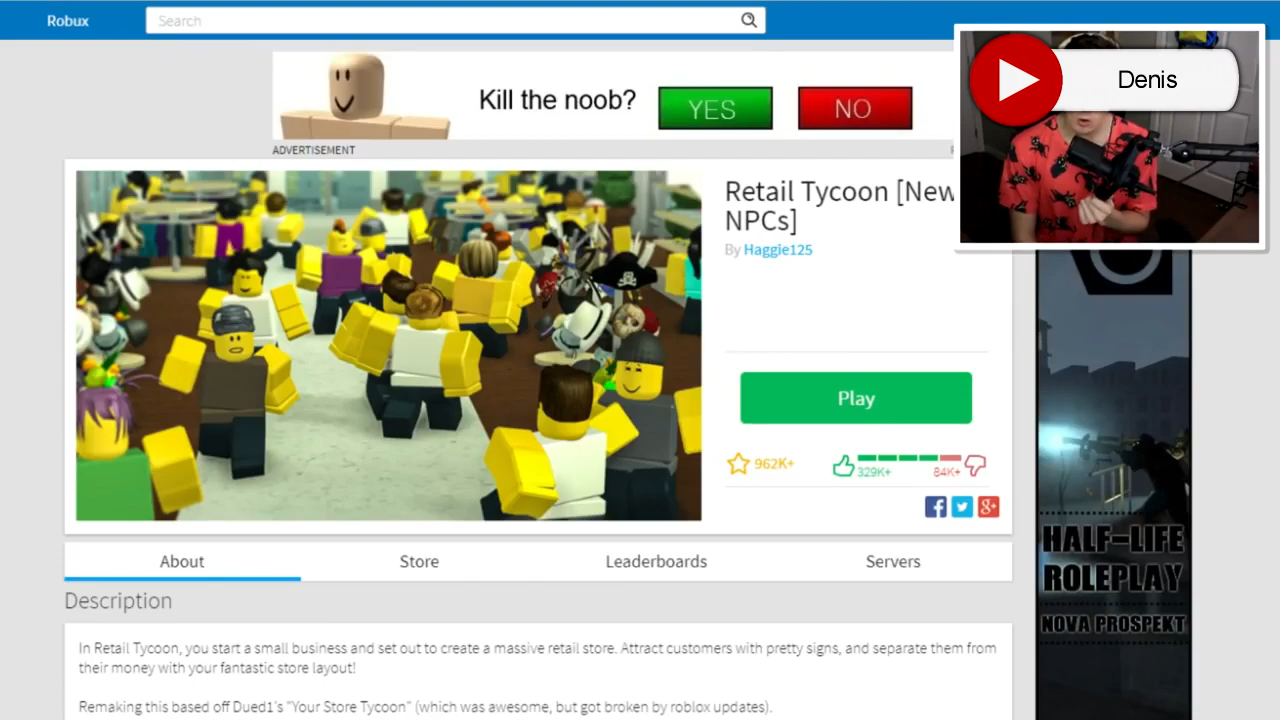 Robux
Search
Denis
Kill the noob?
YES
NO
ADVERTISEMENT
Retail Tycoon [New
NPCs]
By Haggie125
Play
962K+
329K+
84K+
About
Store
Leaderboards
Servers
Description
In Retail Tycoon, you start a small business and set out to create a massive retail store. Attract customers with pretty signs, and separate them from
their money with your fantastic store layout!
Remaking this based off Dued1's "Your Store Tycoon" (which was awesome, but got broken by roblox updates).
HALF-LIFE
ROLEPLAY
NOVA PROSPEKT